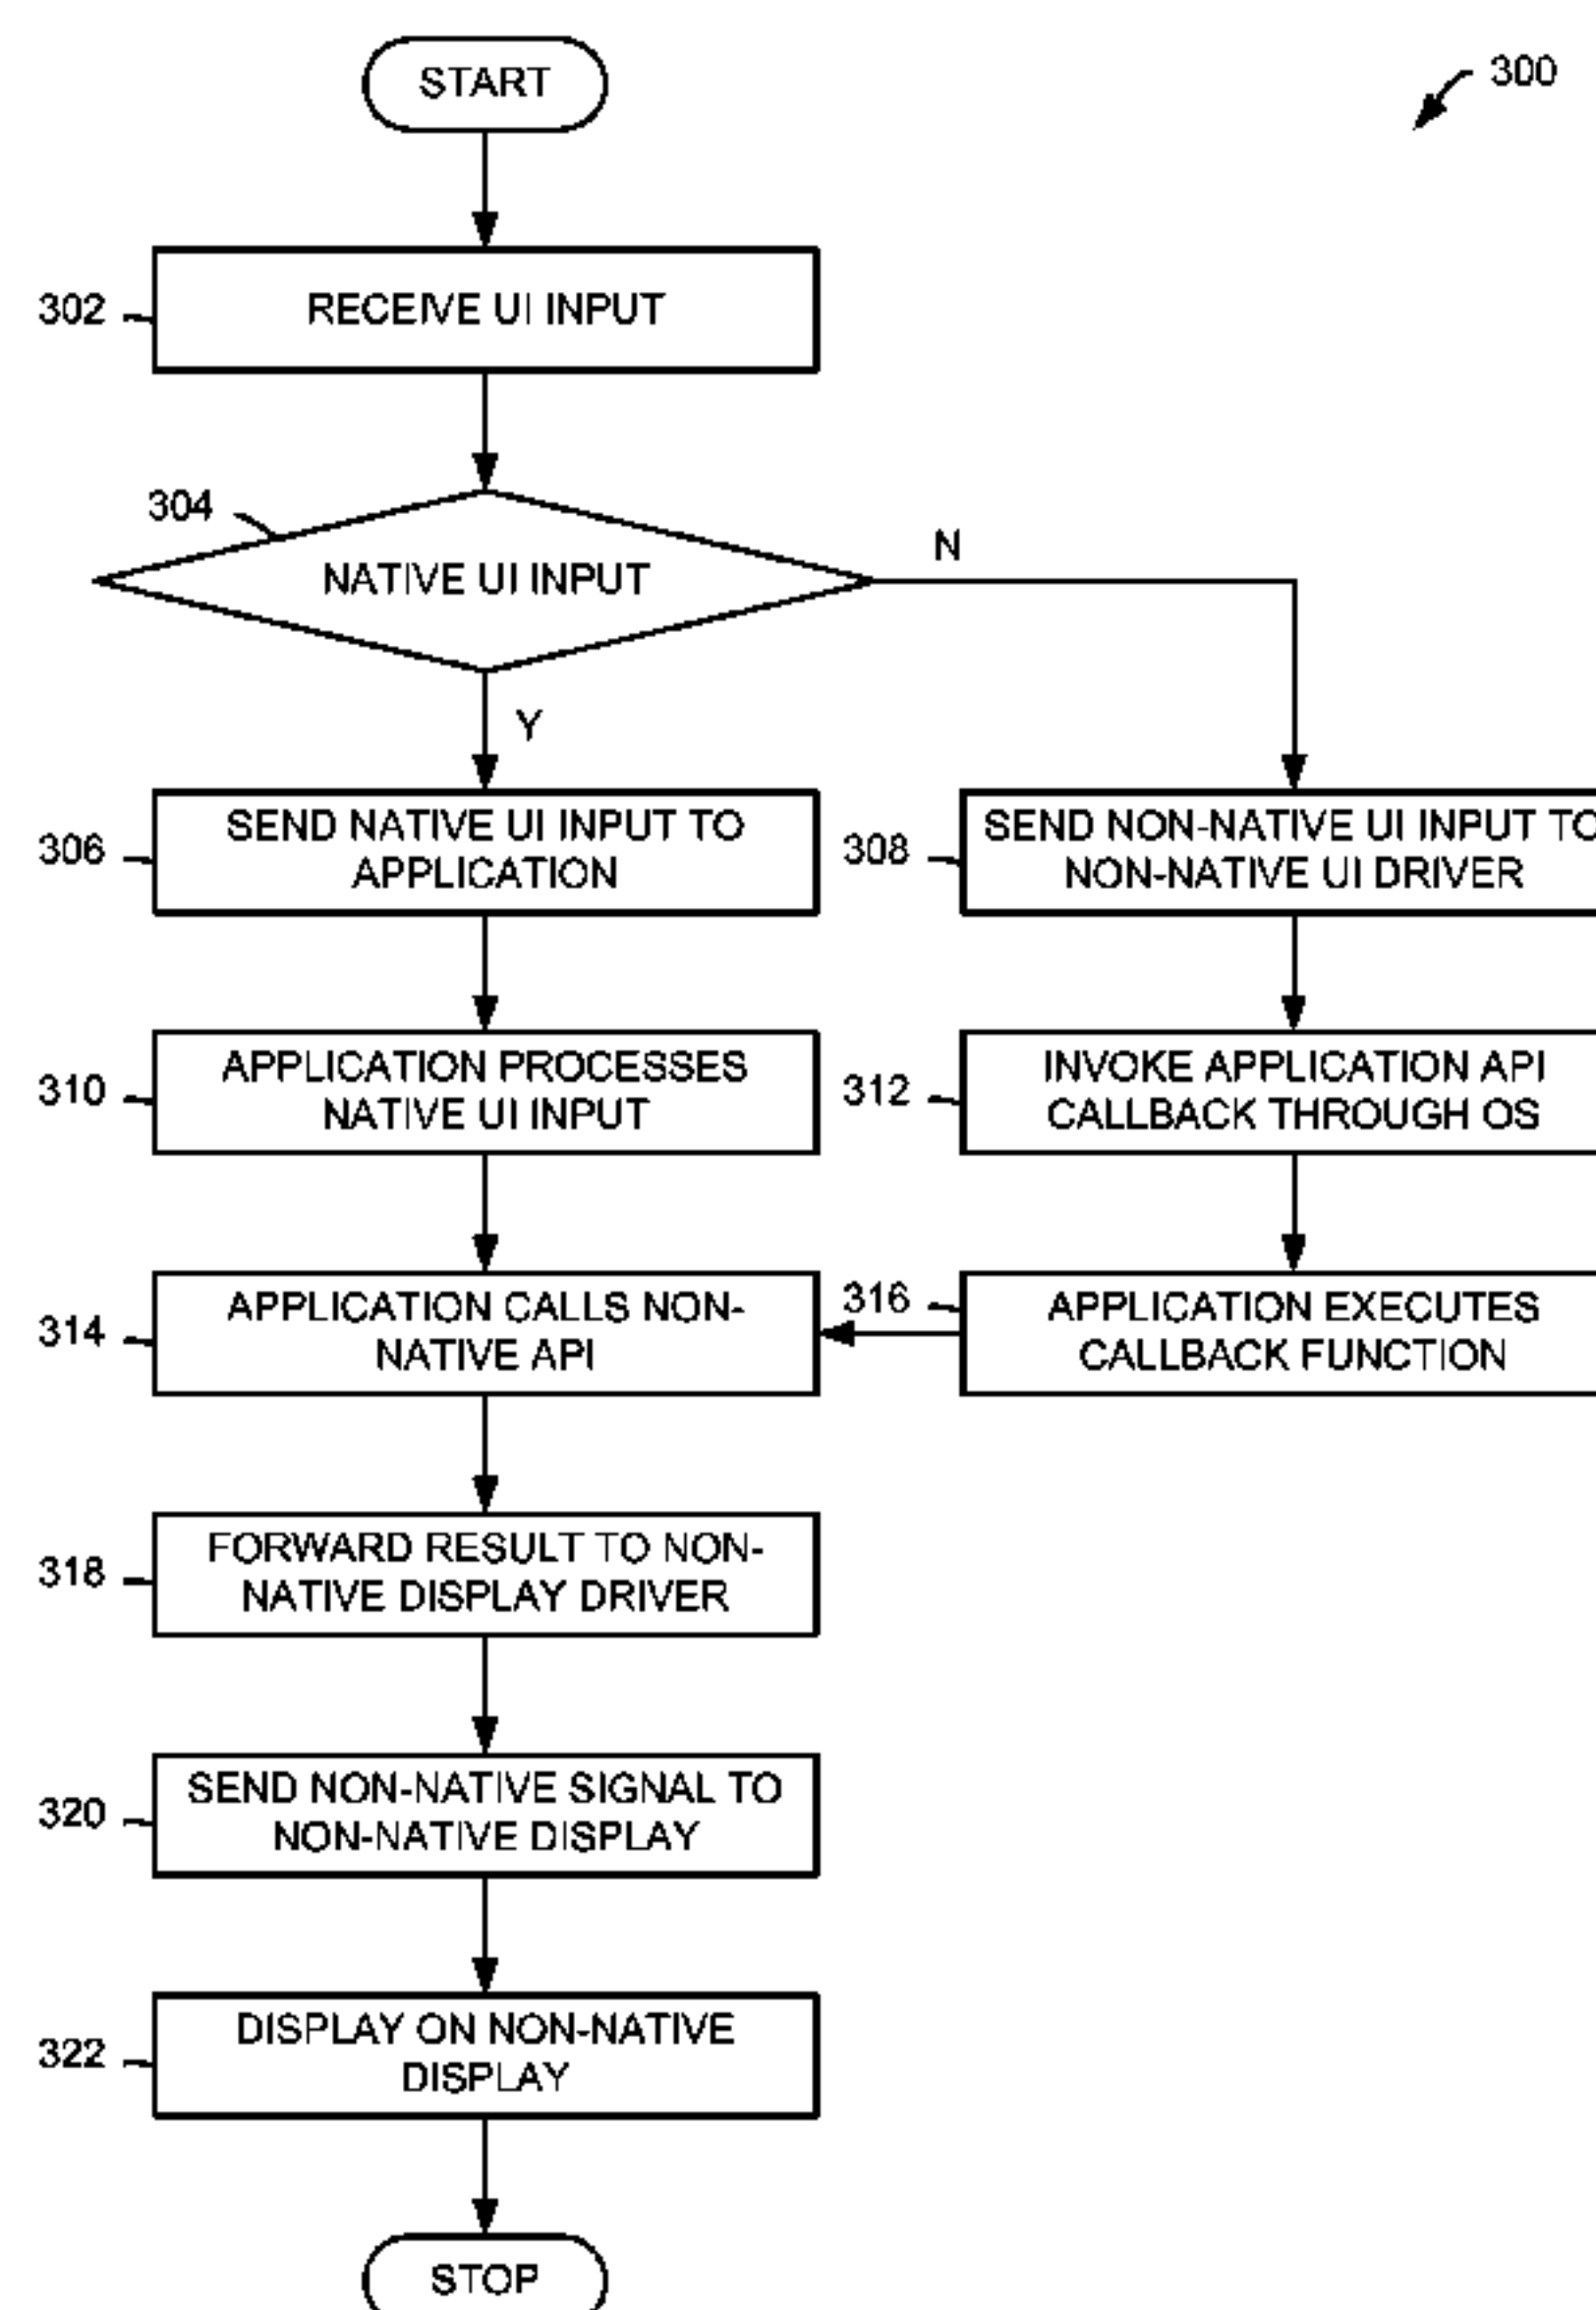 START
300
302
RECEIVE UI INPUT
304
NATIVE UI INPUT
N
Y
306
SEND NATIVE UI INPUT TO
APPLICATION
308
SEND NON-NATIVE UI INPUT TO
NON-NATIVE UI DRIVER
310
APPLICATION PROCESSES
NATIVE UI INPUT
312
INVOKE APPLICATION API
CALLBACK THROUGH OS
314
APPLICATION CALLS NON-
NATIVE API
316
APPLICATION EXECUTES
CALLBACK FUNCTION
318
FORWARD RESULT TO NON-
NATIVE DISPLAY DRIVER
320
SEND NON-NATIVE SIGNAL TO
NON-NATIVE DISPLAY
322
DISPLAY ON NON-NATIVE
DISPLAY
STOP